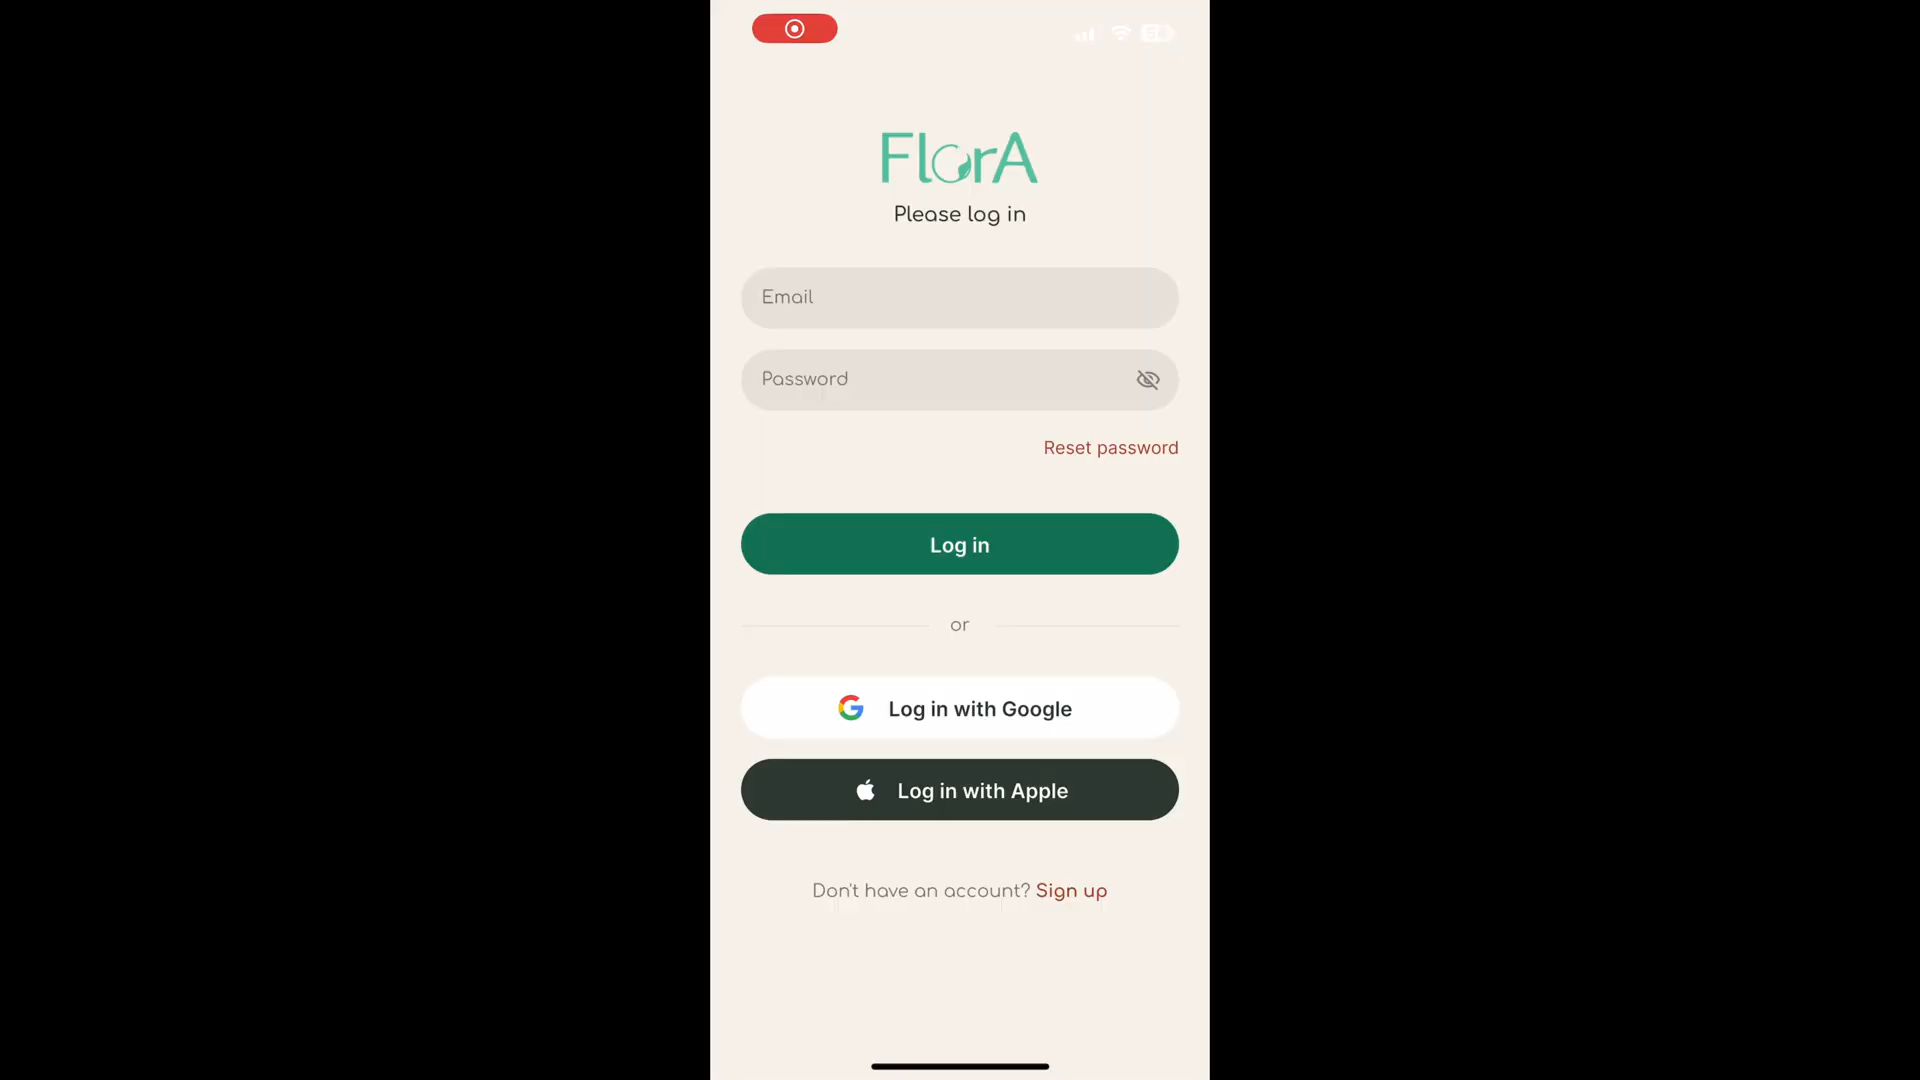 FlorA
Please log in
Email
Password
Reset password
Log in
or
Log in with Google
Log in with Apple
Don't have an account? Sign up